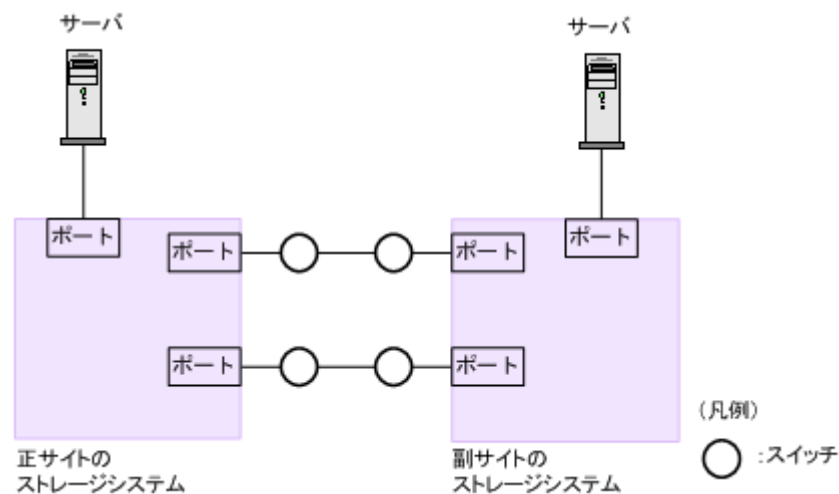 サーバ
サーバ
ポート
ポート
ポート
ポート
ポート
ポート
(凡例)
:スイッチ
正サイトの
ストレージシステム
副サイトの
ストレージシステム